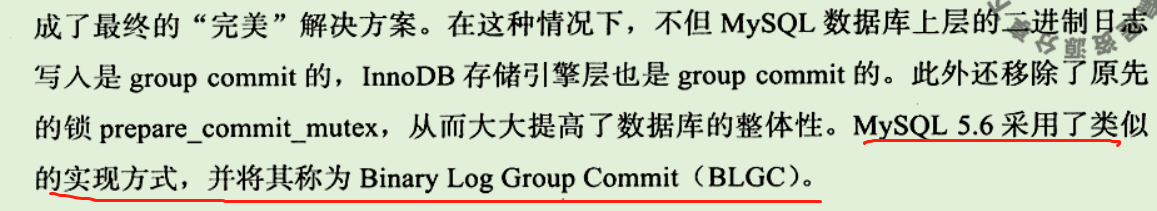 成了最终的“完美”解决方案。在这种情况下，不但 MySQL 数据库上层的二进制日志
写入是 group commit 的，InnoDB 存储引擎层也是 group commit 的。此外还移除了原先
的锁 prepare_commit_mutex，从而大大提高了数据库的整体性。MySQL 5.6 采用了类似
的实现方式，并将其称为 Binary Log Group Commit（BLGC）。